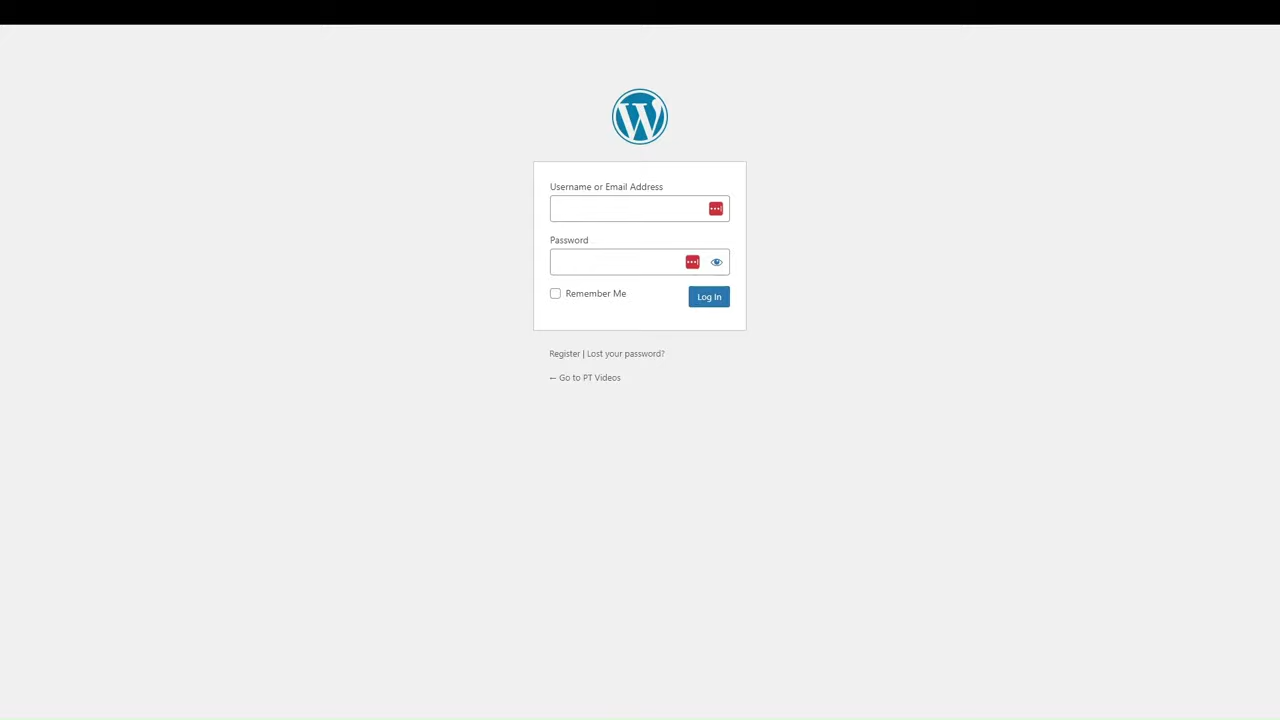 Username or Email Address
Password
Remember Me
Log In
Register | Lost your password?
← Go to PT Videos